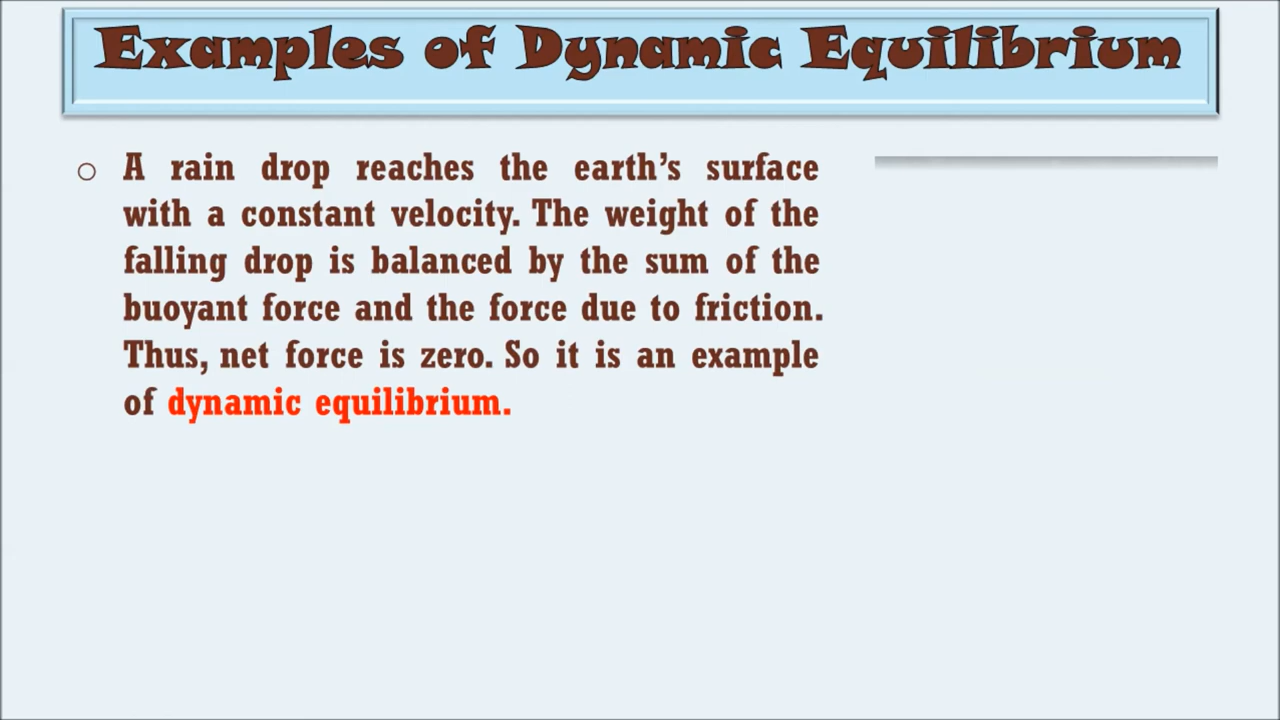 Examples of Dynamic Equilibrium
A rain drop reaches the earth’s surface
with a constant velocity. The weight of the
falling drop is balanced by the sum of the
buoyant force and the force due to friction.
Thus, net force is zero. So it is an example
of dynamic equilibrium.